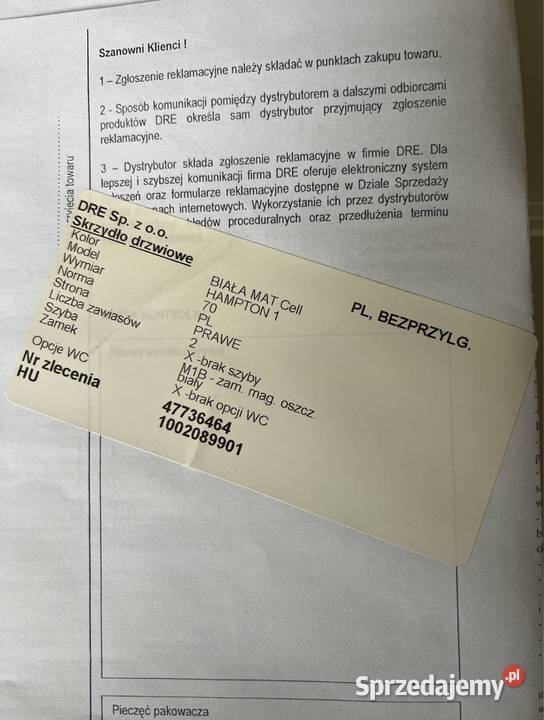 Szanowni Klienci !
1 – Zgłoszenie reklamacyjne należy składać w punktach zakupu towaru.
2 - Sposób komunikacji pomiędzy dystrybutorem a dalszymi odbiorcami
produktów DRE określa sam dystrybutor przyjmujący zgłoszenie
reklamacyjne.
3 – Dystrybutor składa zgłoszenie reklamacyjne w firmie DRE. Dla
lepszej i szybszej komunikacji firma DRE oferuje elektroniczny system
oraz formularze reklamacyjne dostępne w Dziale Sprzedaży
internetowych. Wykorzystanie ich przez dystrybutorów
proceduralnych oraz przedłużenia terminu
towaru
DRE Sp. z o.o.
Skrzydło drzwiowe PL, BEZPRZYLG.
Kolor BIAŁA MAT Cell
Model HAMPTON 1
Wymiar 70
Norma PL
Strona PRAWE
Liczba zawiasów 2
Szyba X -brak szyby
Zamek M1B - zam. mag. oszcz.
biały
Opcje WC X -brak opcji WC
Nr zlecenia 47736464
HU 1002089901
Pieczęć pakowacza
Sprzedajemy.pl